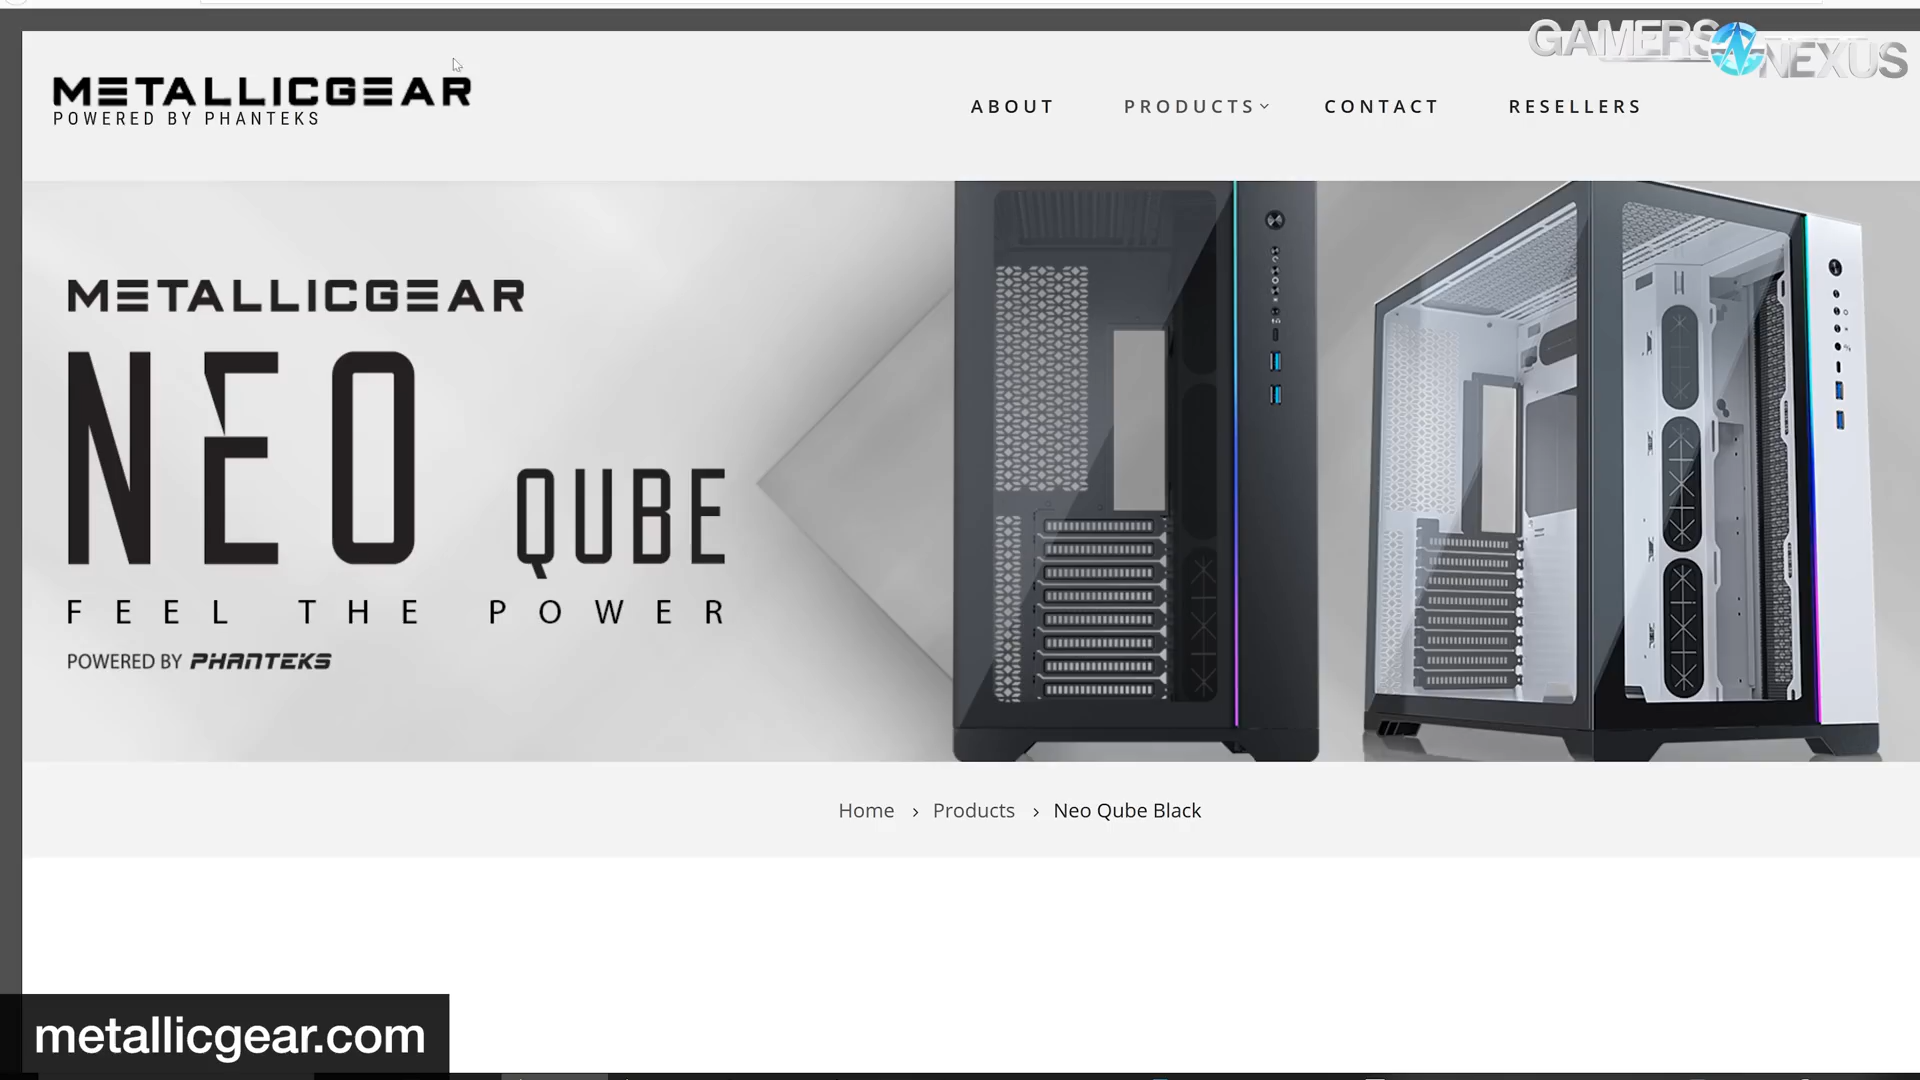 GAMERS NEXUS
METALLICGEAR
POWERED BY PHANTEKS
ABOUT
PRODUCTS
CONTACT
RESELLERS
METALLICGEAR
NEO QUBE
FEEL THE POWER
POWERED BY PHANTEKS
Home > Products > Neo Qube Black
metallicgear.com